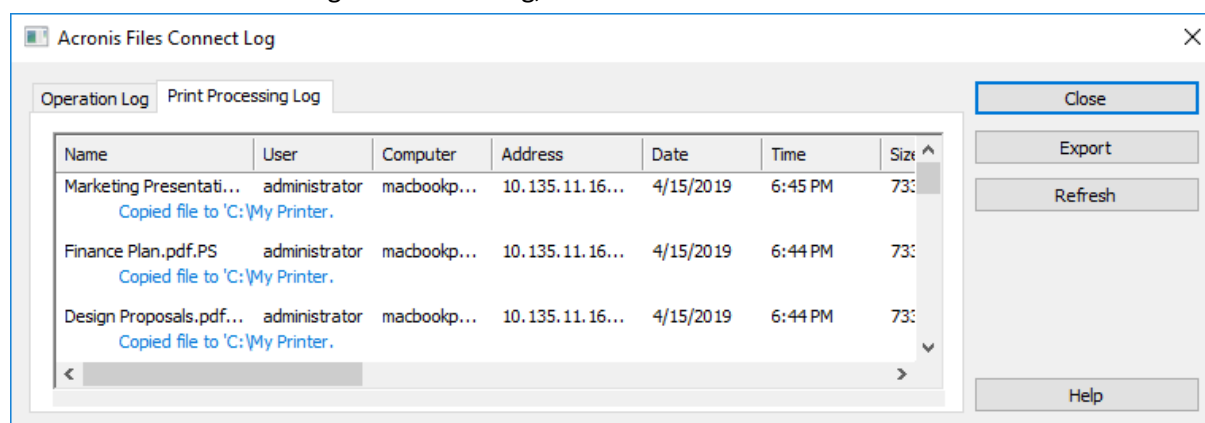 Acronis Files Connect Log
Operation Log Print Processing Log
Close
Export
Refresh
Help
Name User Computer Address Date Time Size
Marketing Presentati... administrator macbookp... 10.135.11.16... 4/15/2019 6:45 PM 733
Copied file to 'C:\My Printer.
Finance Plan.pdf.PS administrator macbookp... 10.135.11.16... 4/15/2019 6:44 PM 733
Copied file to 'C:\My Printer.
Design Proposals.pdf... administrator macbookp... 10.135.11.16... 4/15/2019 6:44 PM 733
Copied file to 'C:\My Printer.